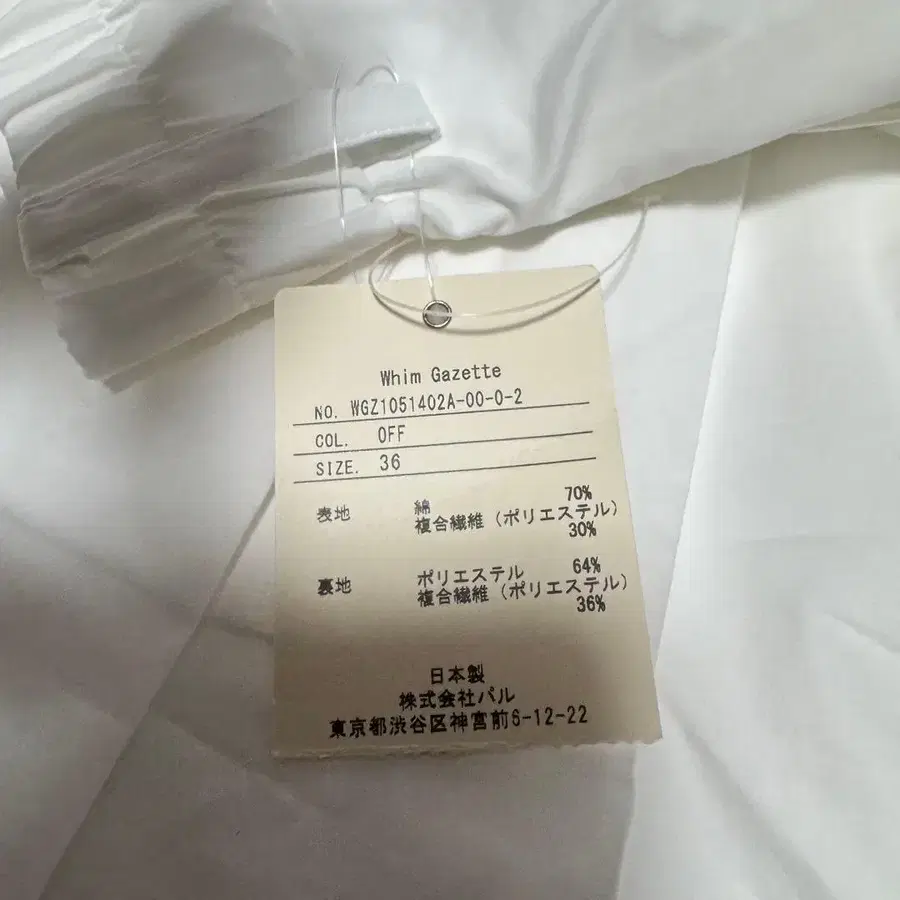 Whim Gazette
NO. WGZ1051402A-00-0-2
COL. OFF
SIZE. 36
表地 綿 70%
複合繊維(ポリエステル) 30%
裏地 ポリエステル 64%
複合繊維(ポリエステル) 36%
日本製
株式会社パル
東京都渋谷区神宮前6-12-22